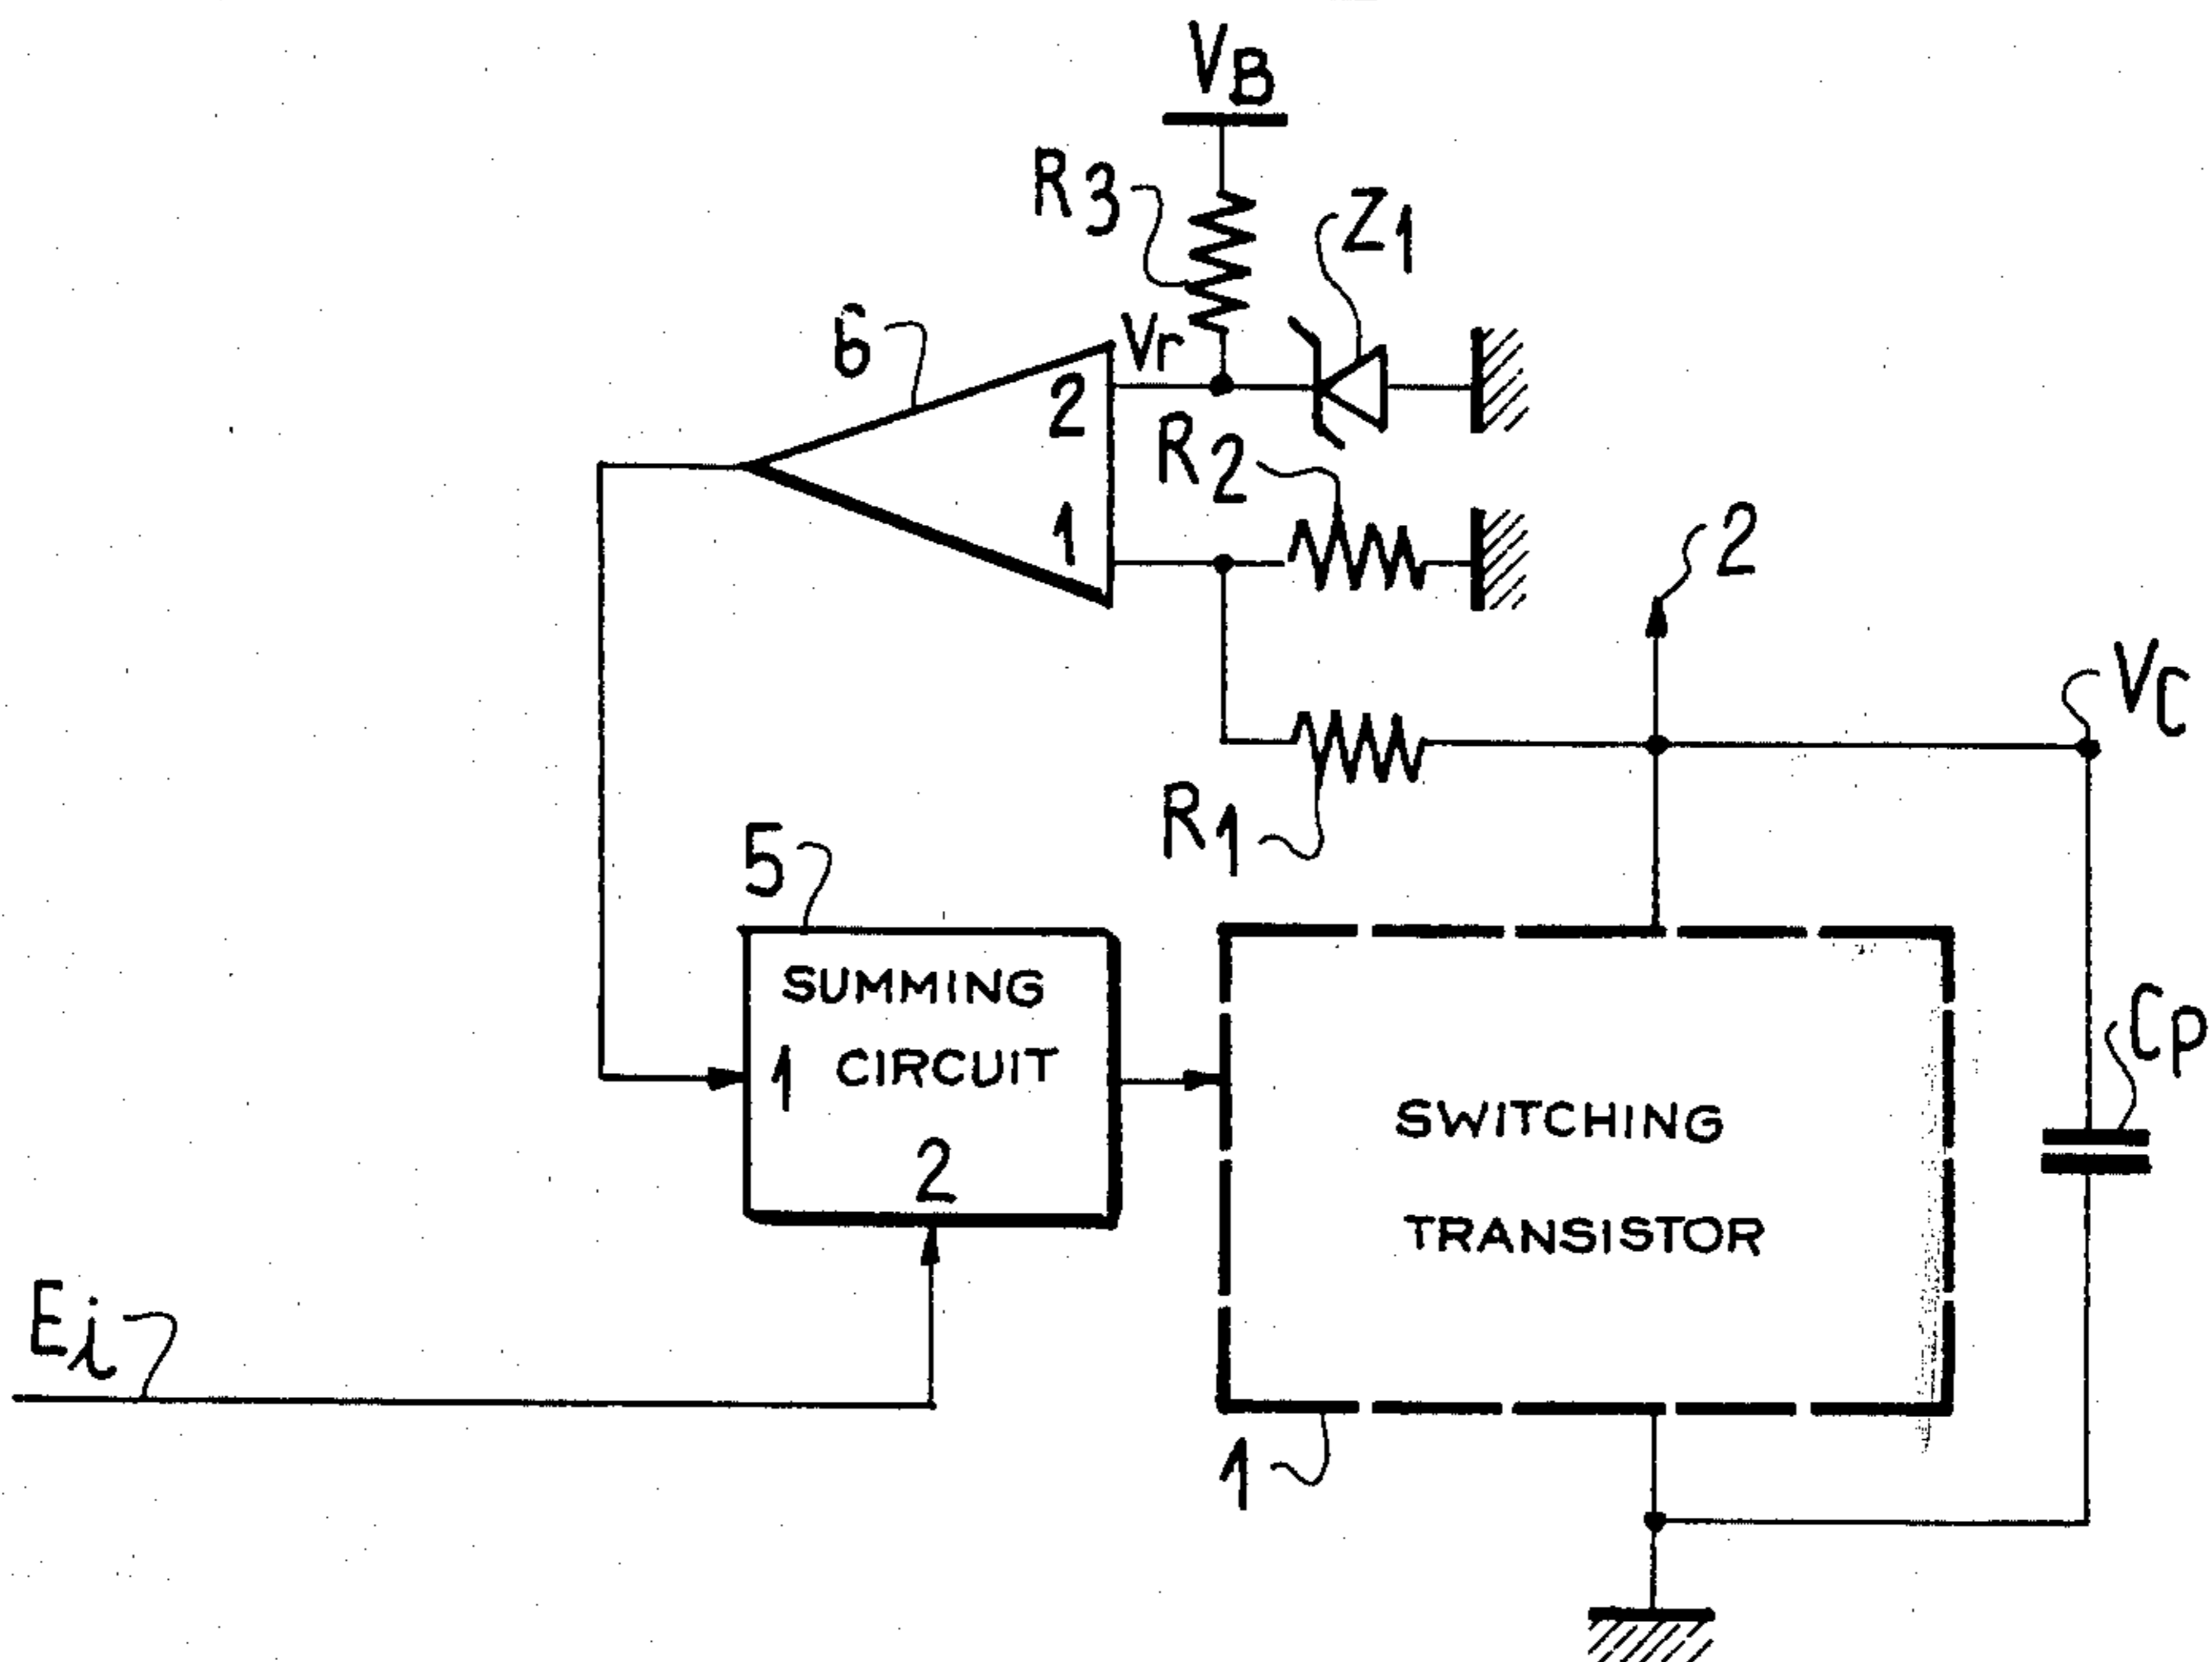 VB
R3
Z1
6
Vr
2
R2
1
2
VC
R1
5
SUMMING
1 CIRCUIT
2
Cp
SWITCHING
TRANSISTOR
Ei
1